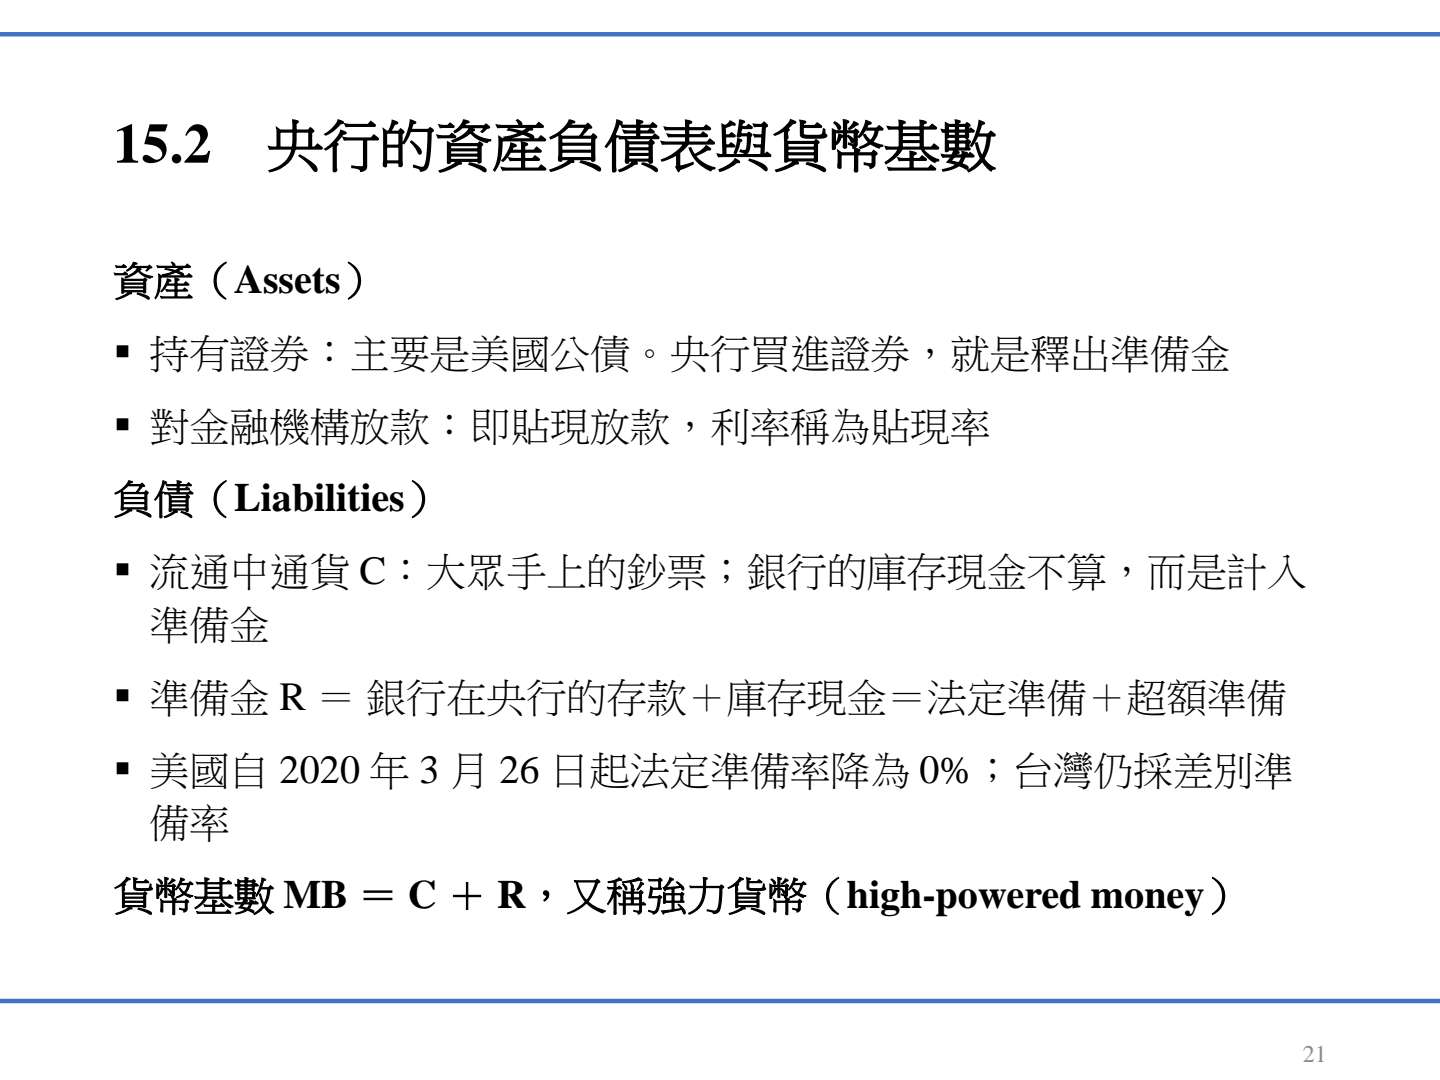 15.2　央行的資產負債表與貨幣基數
資產（Assets）
▪ 持有證券：主要是美國公債。央行買進證券，就是釋出準備金
▪ 對金融機構放款：即貼現放款，利率稱為貼現率
負債（Liabilities）
▪ 流通中通貨 C：大眾手上的鈔票；銀行的庫存現金不算，而是計入
準備金
▪ 準備金 R ＝ 銀行在央行的存款＋庫存現金＝法定準備＋超額準備
▪ 美國自 2020 年 3 月 26 日起法定準備率降為 0%；台灣仍採差別準
備率
貨幣基數 MB ＝ C ＋ R，又稱強力貨幣（high-powered money）
21